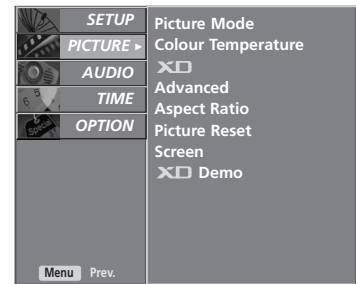 SETUP
PICTURE ►
AUDIO
TIME
OPTION
Special
Menu Prev.
Picture Mode
Colour Temperature
XD
Advanced
Aspect Ratio
Picture Reset
Screen
XD Demo